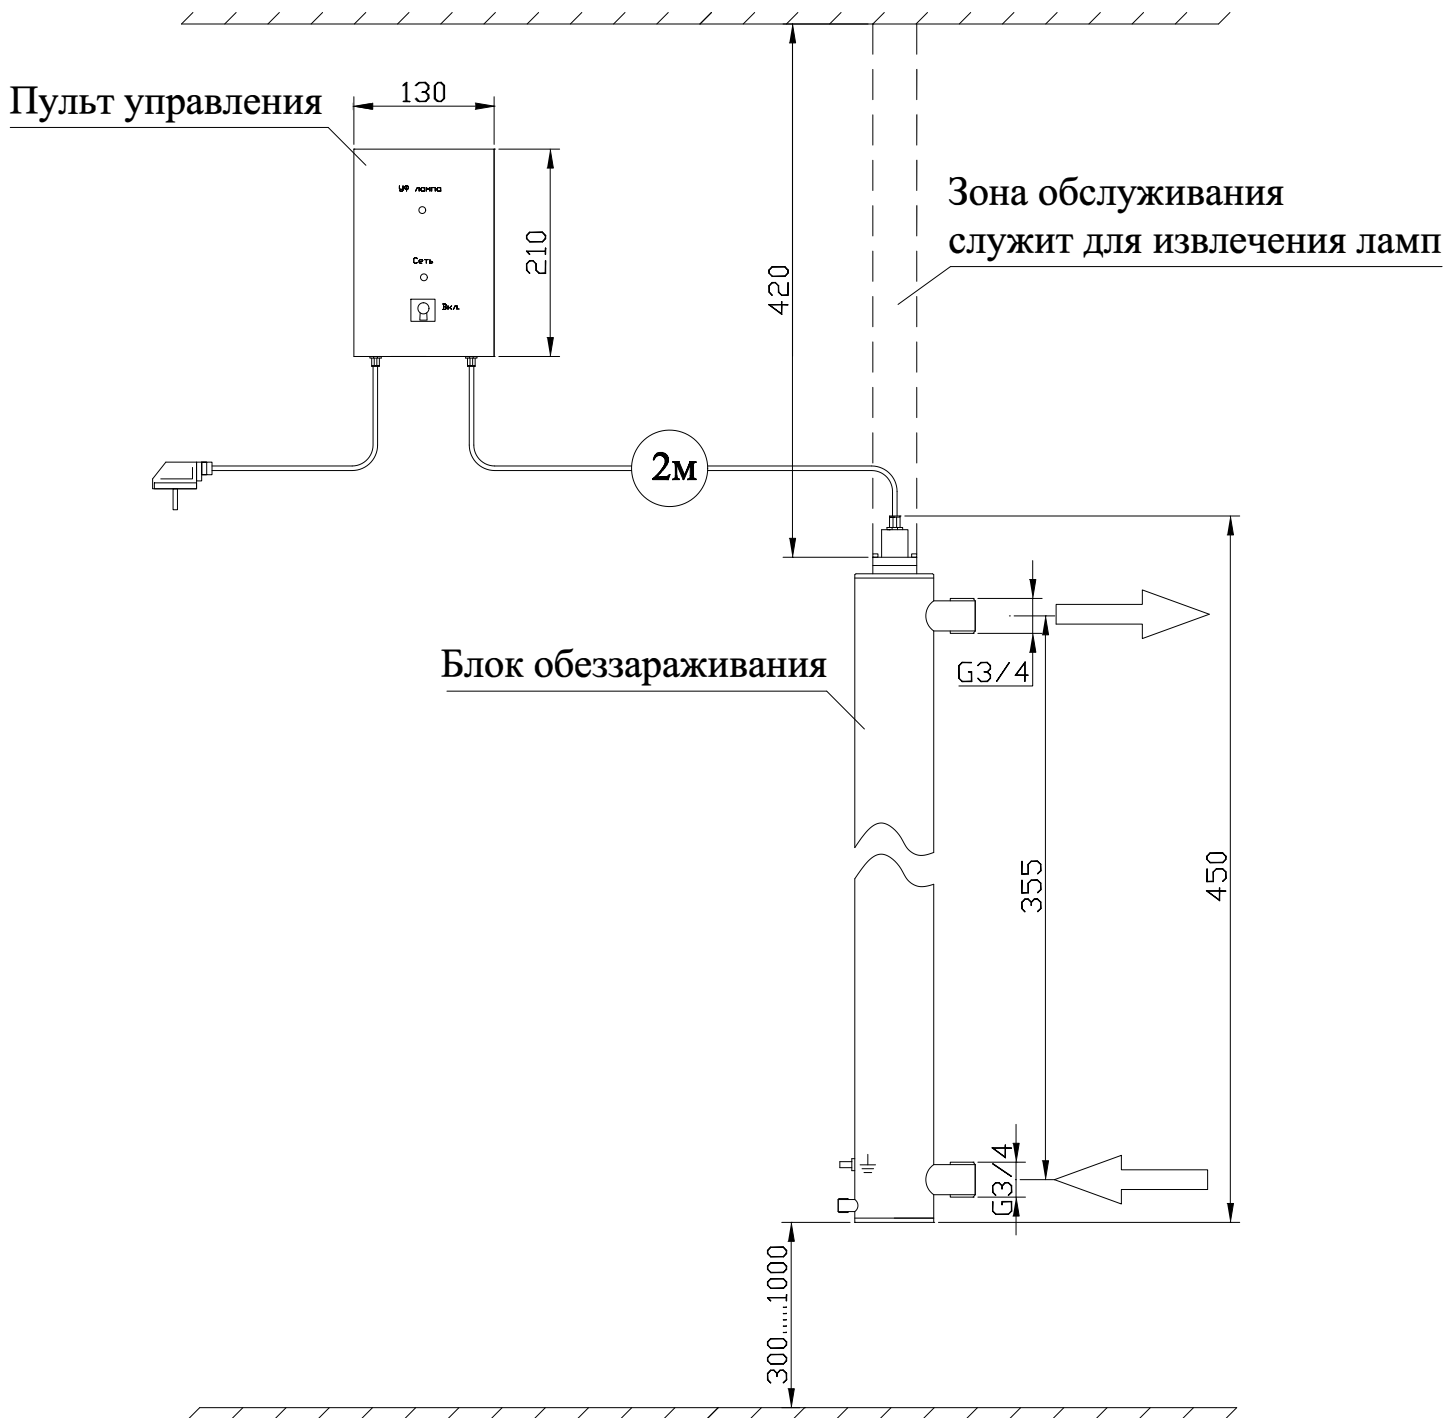 130
Пульт управления
УФ лампа
Зона обслуживания
служит для извлечения ламп
210
Сеть
420
Вкл.
2м
Блок обеззараживания
G3/4
355
450
G3/4
300.....1000